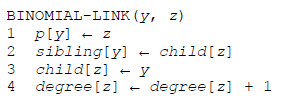 BINOMIAL-LINK(y, z)
1 p[y] ← z
2 sibling[y] ← child[z]
3 child[z] ← y
4 degree[z] ← degree[z] + 1